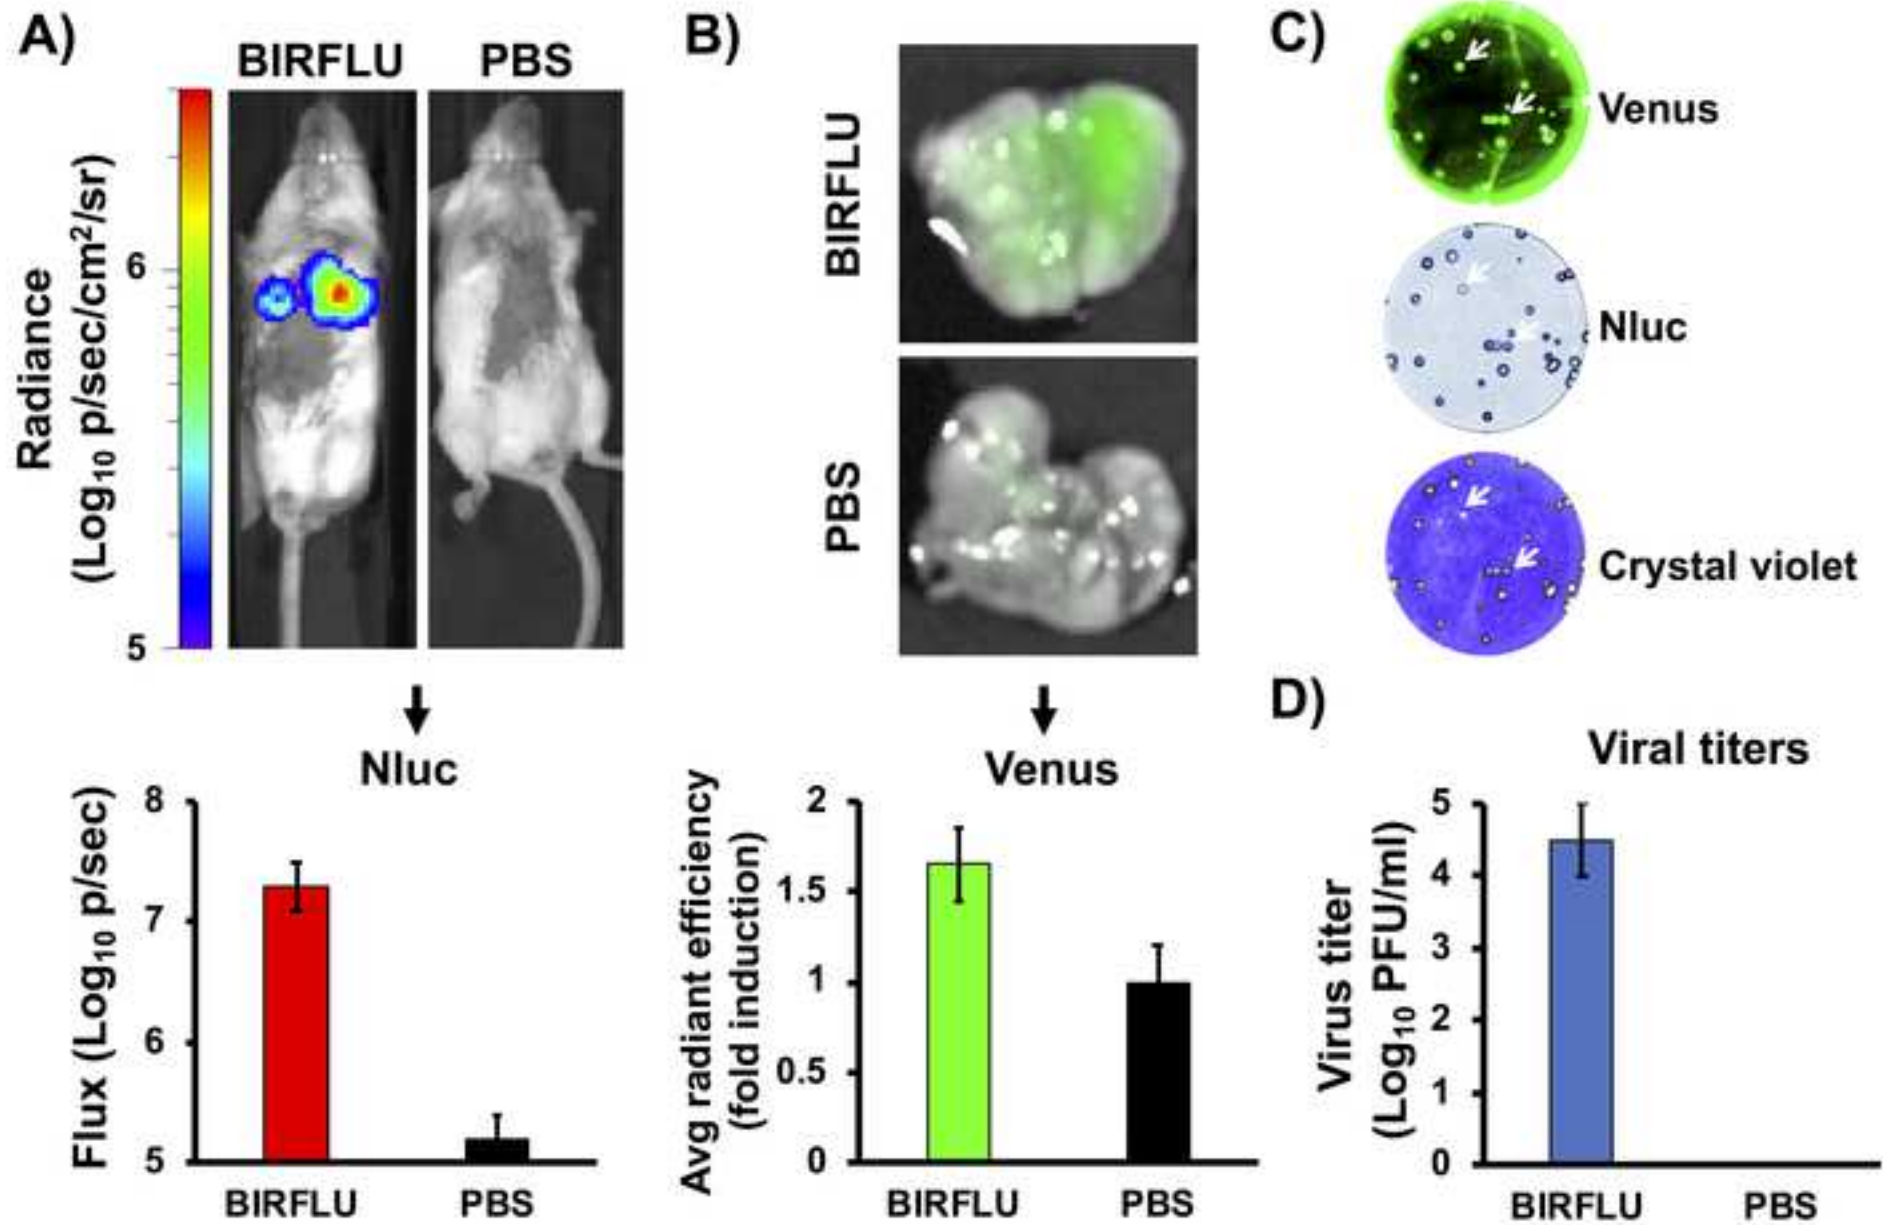 A)
BIRFLU
PBS
Radiance
(Log₁₀ p/sec/cm²/sr)
6
5
Nluc
Flux (Log₁₀ p/sec)
8
7
6
5
BIRFLU
PBS
B)
BIRFLU
PBS
Venus
Avg radiant efficiency
(fold induction)
2
1.5
1
0.5
0
BIRFLU
PBS
C)
Venus
Nluc
Crystal violet
D)
Viral titers
Virus titer
(Log₁₀ PFU/ml)
5
4
3
2
1
0
BIRFLU
PBS